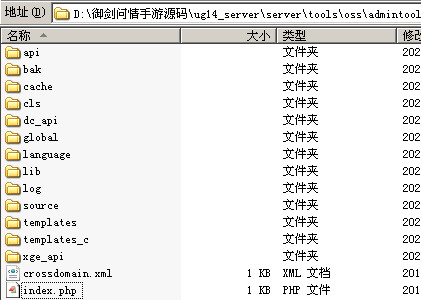 地址(D) D:\御剑问情手游源码\ug14_server\server\tools\oss\admintool
名称 大小 类型 修改
api 文件夹 202
bak 文件夹 202
cache 文件夹 202
cls 文件夹 202
dc_api 文件夹 202
global 文件夹 202
language 文件夹 202
lib 文件夹 202
log 文件夹 202
source 文件夹 202
templates 文件夹 202
templates_c 文件夹 202
xge_api 文件夹 202
crossdomain.xml 1 KB XML 文档 201
index.php 1 KB PHP 文件 201